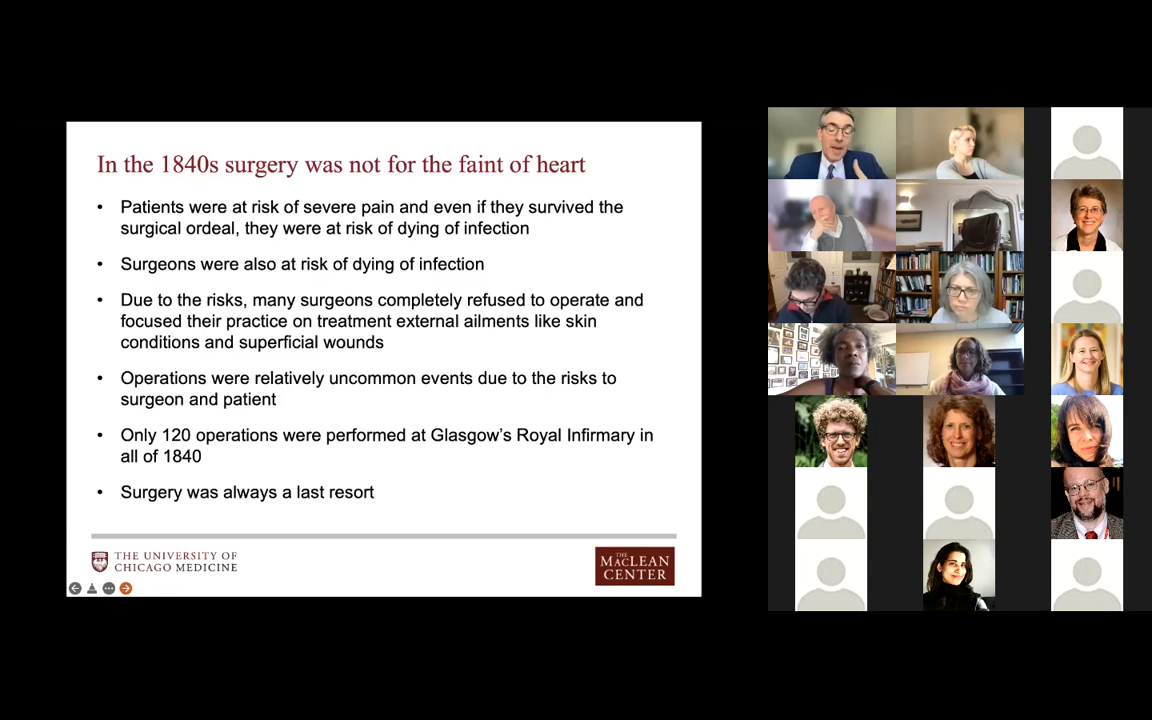 In the 1840s surgery was not for the faint of heart
• Patients were at risk of severe pain and even if they survived the
surgical ordeal, they were at risk of dying of infection
• Surgeons were also at risk of dying of infection
• Due to the risks, many surgeons completely refused to operate and
focused their practice on treatment external ailments like skin
conditions and superficial wounds
• Operations were relatively uncommon events due to the risks to
surgeon and patient
• Only 120 operations were performed at Glasgow's Royal Infirmary in
all of 1840
• Surgery was always a last resort
THE UNIVERSITY OF
CHICAGO MEDICINE
THE
MACLEAN
CENTER